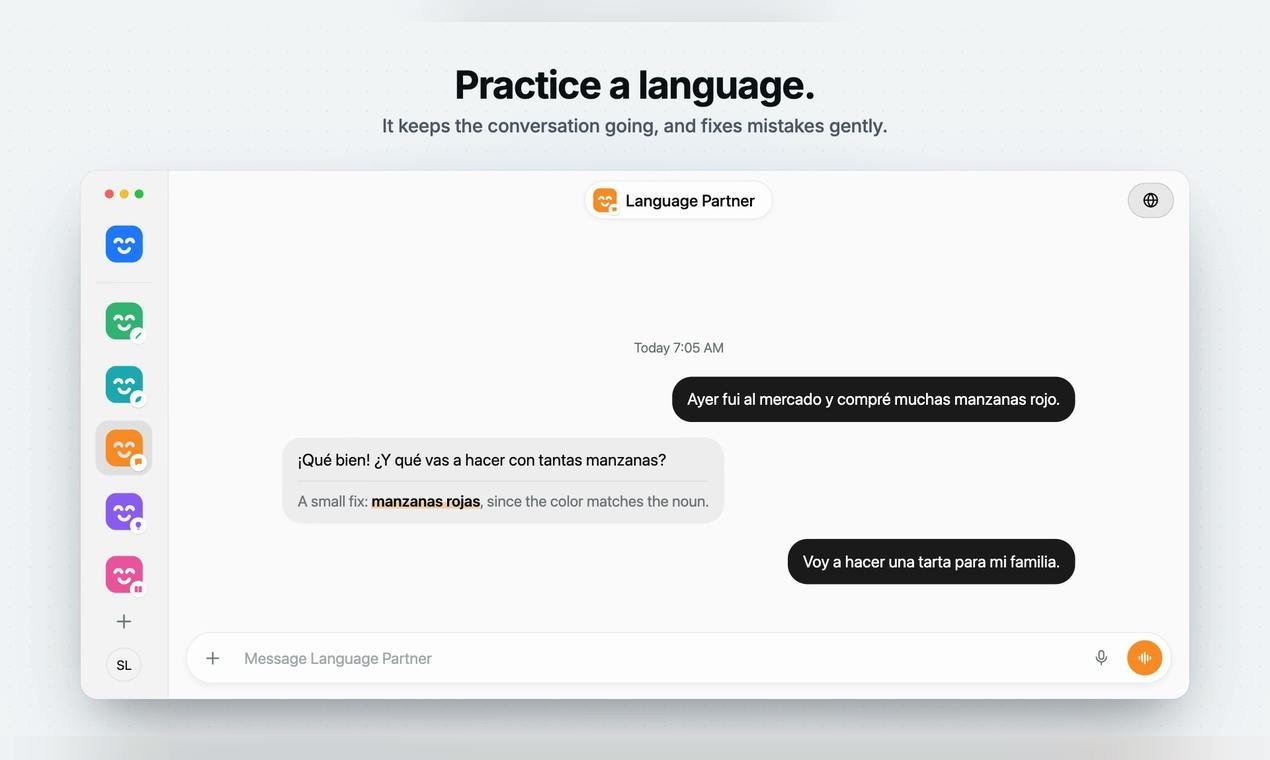 Practice a language.
It keeps the conversation going, and fixes mistakes gently.
Language Partner
Today 7:05 AM
Ayer fui al mercado y compré muchas manzanas rojo.
¡Qué bien! ¿Y qué vas a hacer con tantas manzanas?
A small fix: manzanas rojas, since the color matches the noun.
Voy a hacer una tarta para mi familia.
Message Language Partner
SL